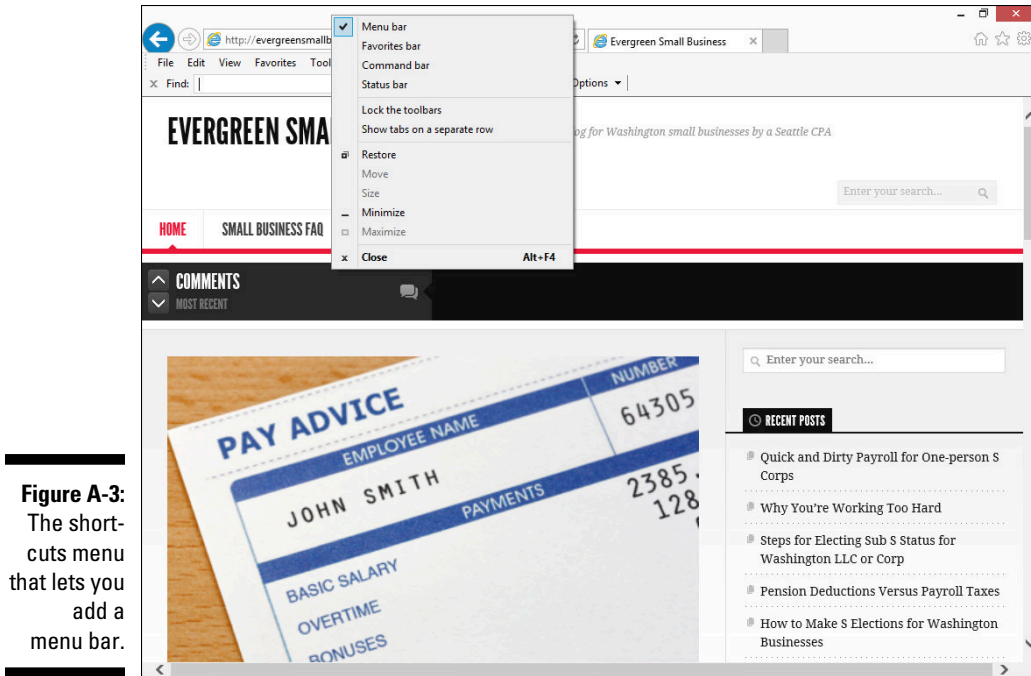 http://evergreensmallb
Evergreen Small Business
File Edit View Favorites Tool
x Find:
Options
Menu bar
Favorites bar
Command bar
Status bar
Lock the toolbars
Show tabs on a separate row
Restore
Move
Size
Minimize
Maximize
Close Alt+F4
EVERGREEN SMA
og for Washington small businesses by a Seattle CPA
Enter your search...
HOME SMALL BUSINESS FAQ
COMMENTS
MOST RECENT
PAY ADVICE
EMPLOYEE NAME
NUMBER
JOHN SMITH
64305
PAYMENTS
2385.
128
BASIC SALARY
OVERTIME
BONUSES
Enter your search...
RECENT POSTS
Quick and Dirty Payroll for One-person S
Corps
Why You're Working Too Hard
Steps for Electing Sub S Status for
Washington LLC or Corp
Pension Deductions Versus Payroll Taxes
How to Make S Elections for Washington
Businesses
Figure A-3:
The short-
cuts menu
that lets you
add a
menu bar.